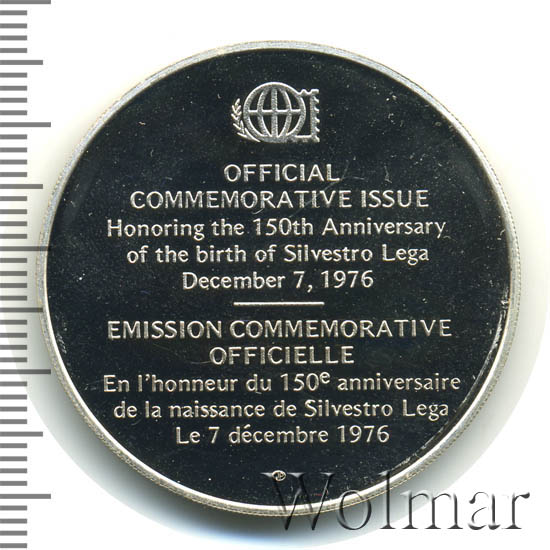 OFFICIAL
COMMEMORATIVE ISSUE
Honoring the 150th Anniversary
of the birth of Silvestro Lega
December 7, 1976
EMISSION COMMEMORATIVE
OFFICIELLE
En l'honneur du 150e anniversaire
de la naissance de Silvestro Lega
Le 7 décembre 1976
Wolmar